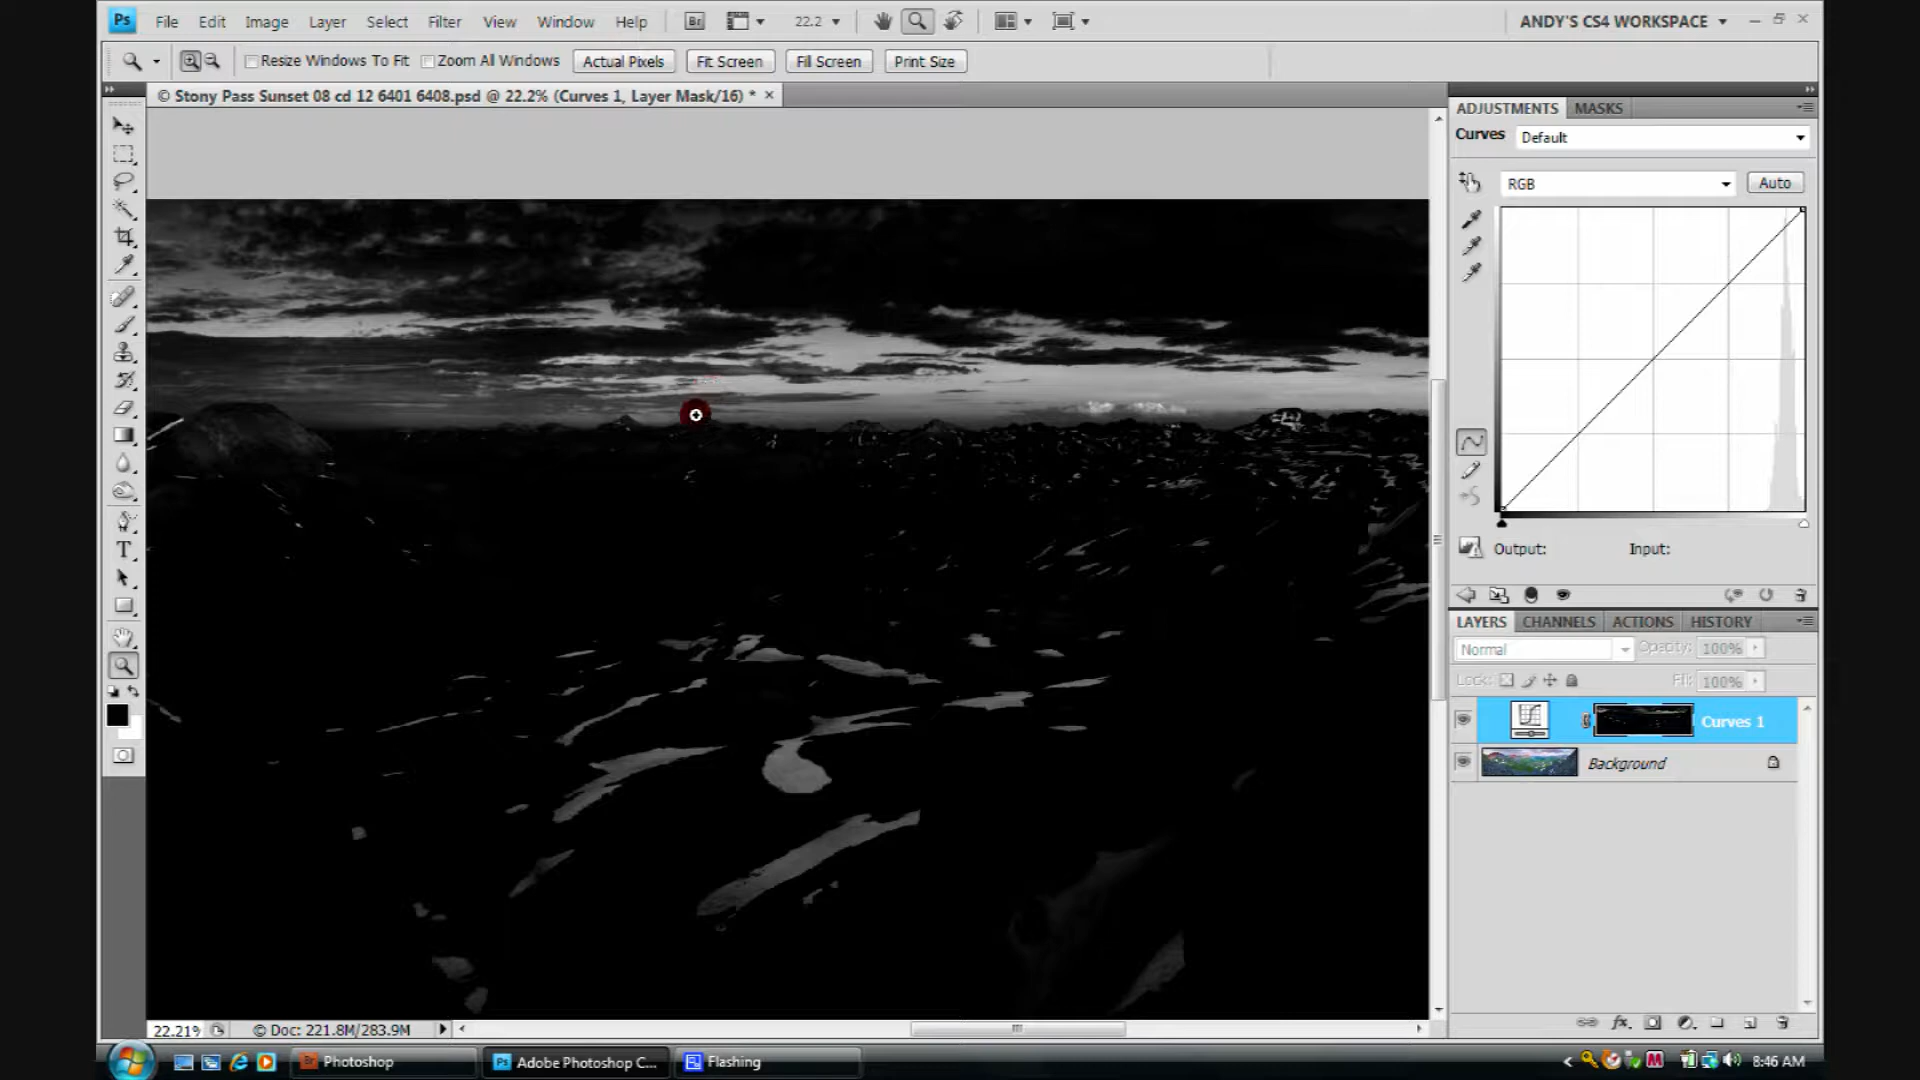 Ps File Edit Image Layer Select Filter View Window Help Br 22.2 ANDY'S CS4 WORKSPACE
Resize Windows To Fit Zoom All Windows Actual Pixels Fit Screen Fill Screen Print Size
© Stony Pass Sunset 08 cd 12 6401 6408.psd @ 22.2% (Curves 1, Layer Mask/16) *
ADJUSTMENTS MASKS
Curves Default
RGB Auto
Output: Input:
LAYERS CHANNELS ACTIONS HISTORY
Normal Opacity: 100%
Lock: Fill: 100%
Curves 1
Background
T
22.21% © Doc: 221.8M/283.9M
fx
Br Photoshop Ps Adobe Photoshop C... Flashing 8:46 AM